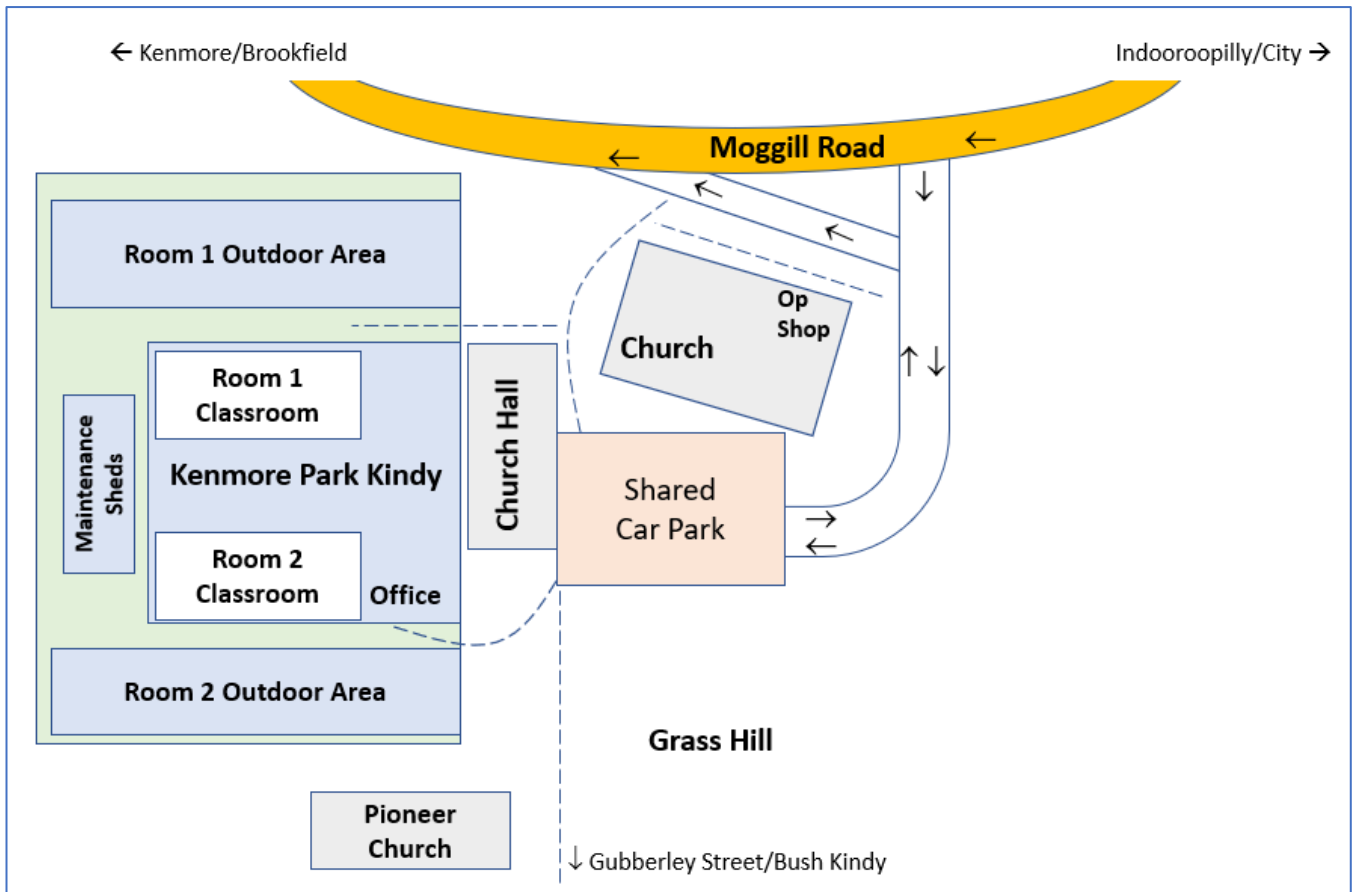 ← Kenmore/Brookfield
Indooroopilly/City →
Moggill Road
Room 1 Outdoor Area
Op
Shop
Church
Room 1
Classroom
Church Hall
Kenmore Park Kindy
Maintenance
Sheds
Shared
Car Park
Room 2
Classroom
Office
Room 2 Outdoor Area
Grass Hill
Pioneer
Church
↓ Gubberley Street/Bush Kindy